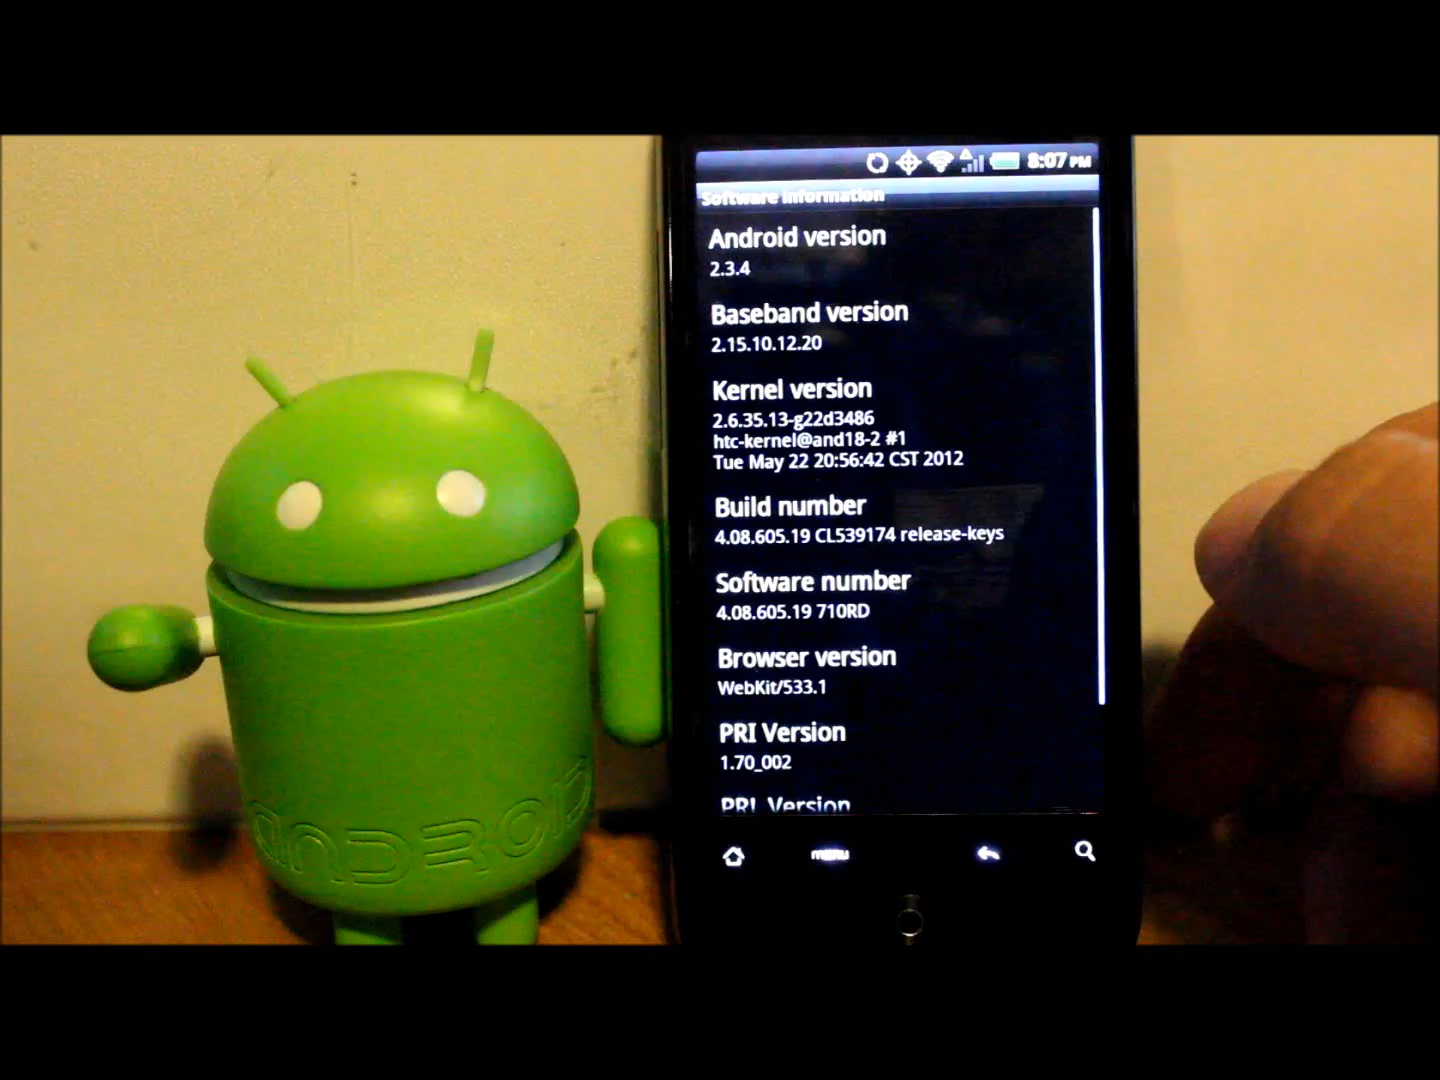 8:07 PM
Software information
Android version
2.3.4
Baseband version
2.15.10.12.20
Kernel version
2.6.35.13-g22d3486
htc-kernel@and18-2 #1
Tue May 22 20:56:42 CST 2012
Build number
4.08.605.19 CL539174 release-keys
Software number
4.08.605.19 710RD
Browser version
WebKit/533.1
PRI Version
1.70_002
PRL Version
menu
ANDROID